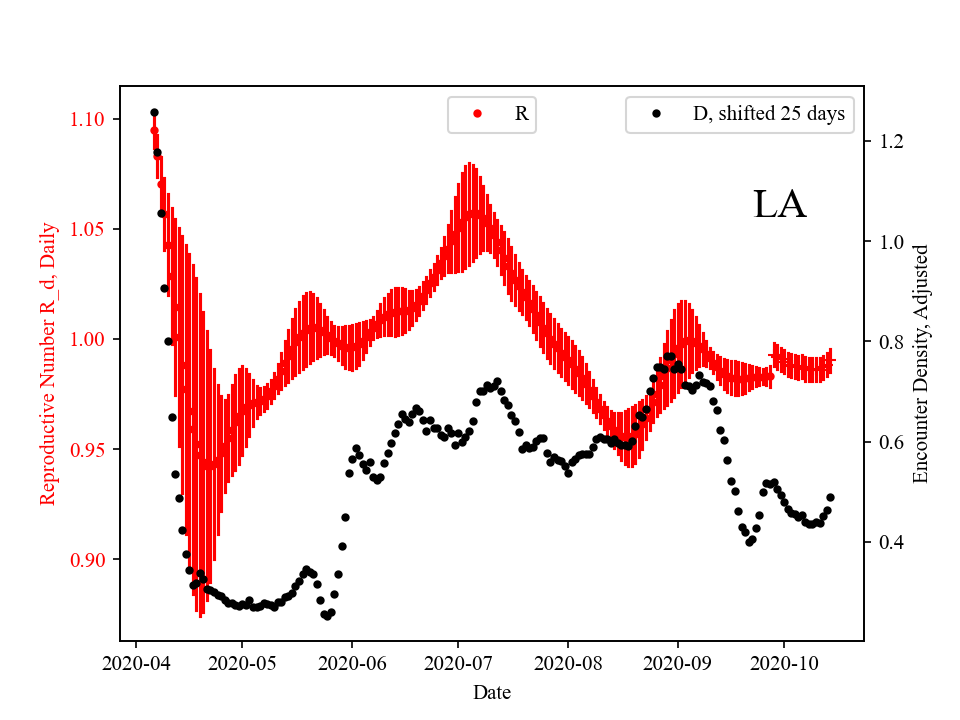 R
D, shifted 25 days
LA
Reproductive Number R_d, Daily
1.10
1.05
1.00
0.95
0.90
1.2
1.0
0.8
0.6
0.4
Encounter Density, Adjusted
2020-04 2020-05 2020-06 2020-07 2020-08 2020-09 2020-10
Date